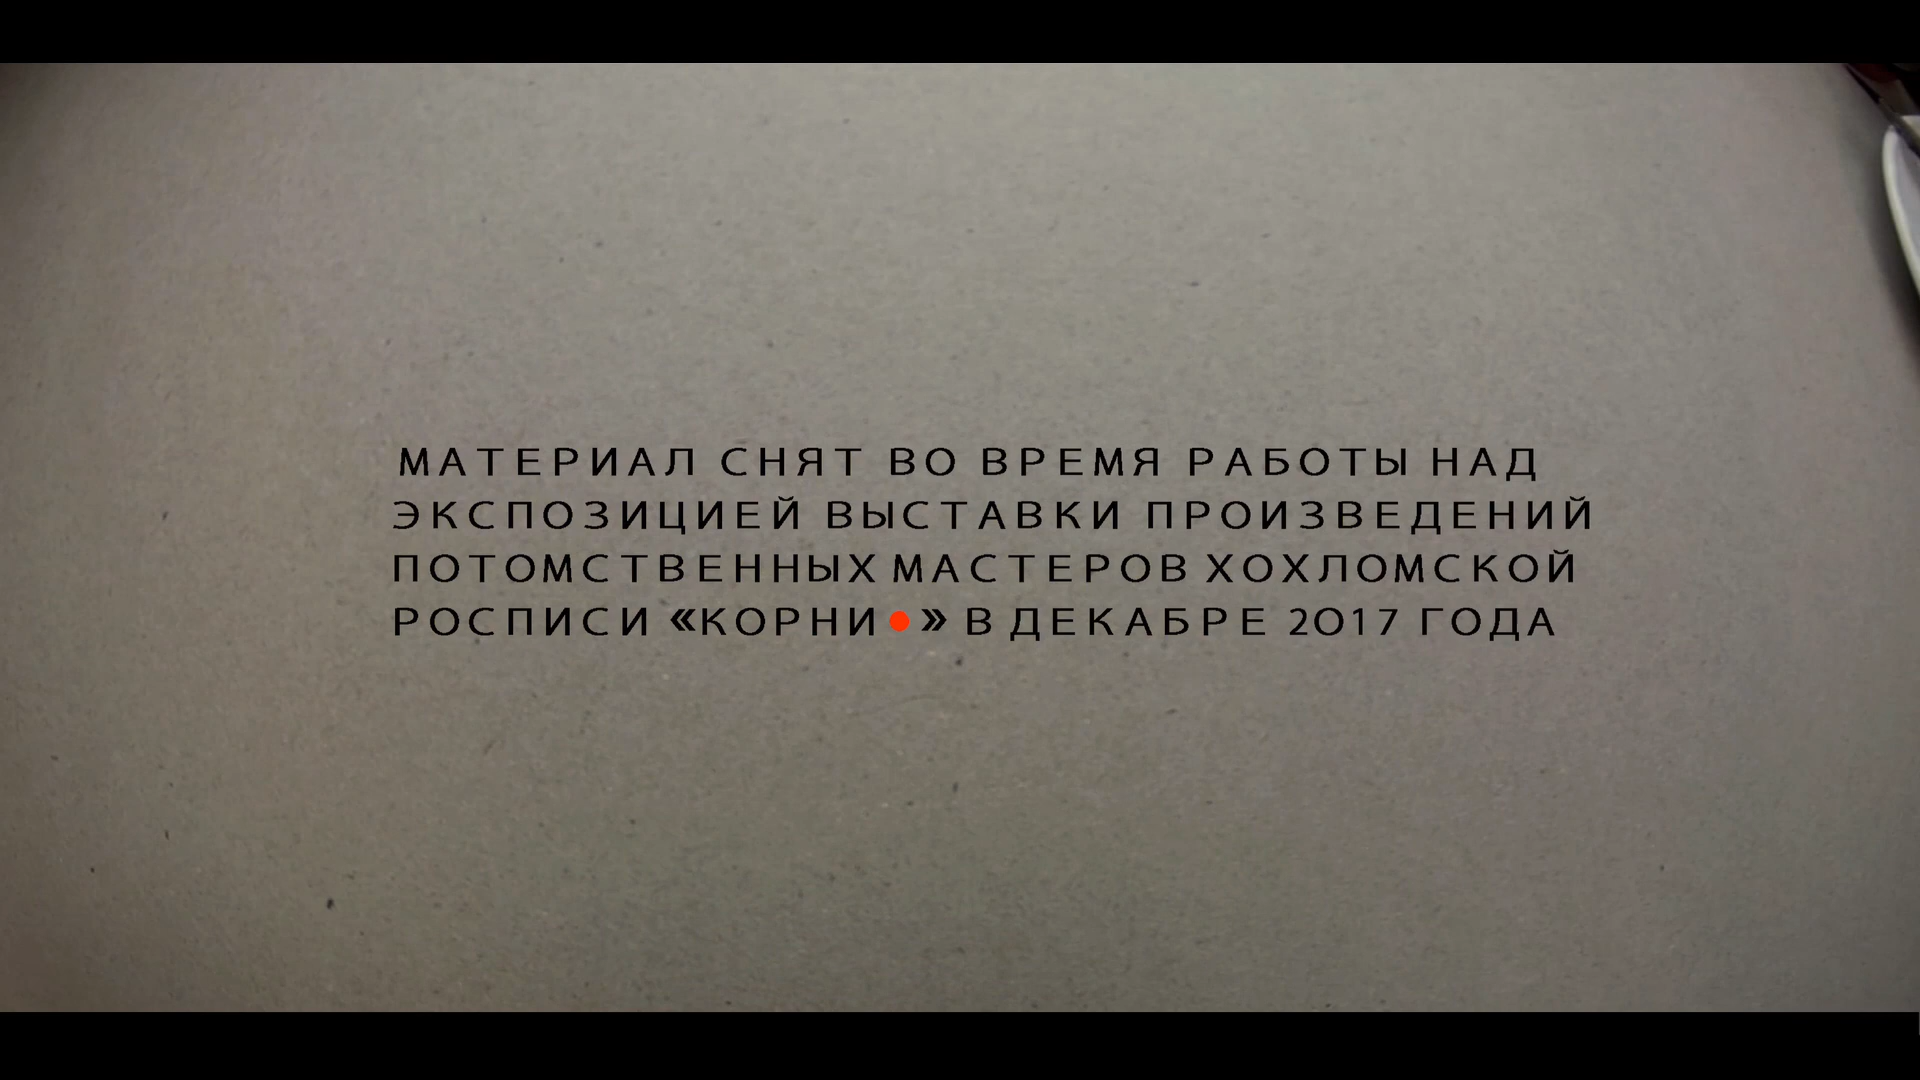 МАТЕРИАЛ СНЯТ ВО ВРЕМЯ РАБОТЫ НАД
ЭКСПОЗИЦИЕЙ ВЫСТАВКИ ПРОИЗВЕДЕНИЙ
ПОТОМСТВЕННЫХ МАСТЕРОВ ХОХЛОМСКОЙ
РОСПИСИ «КОРНИ●» В ДЕКАБРЕ 2017 ГОДА